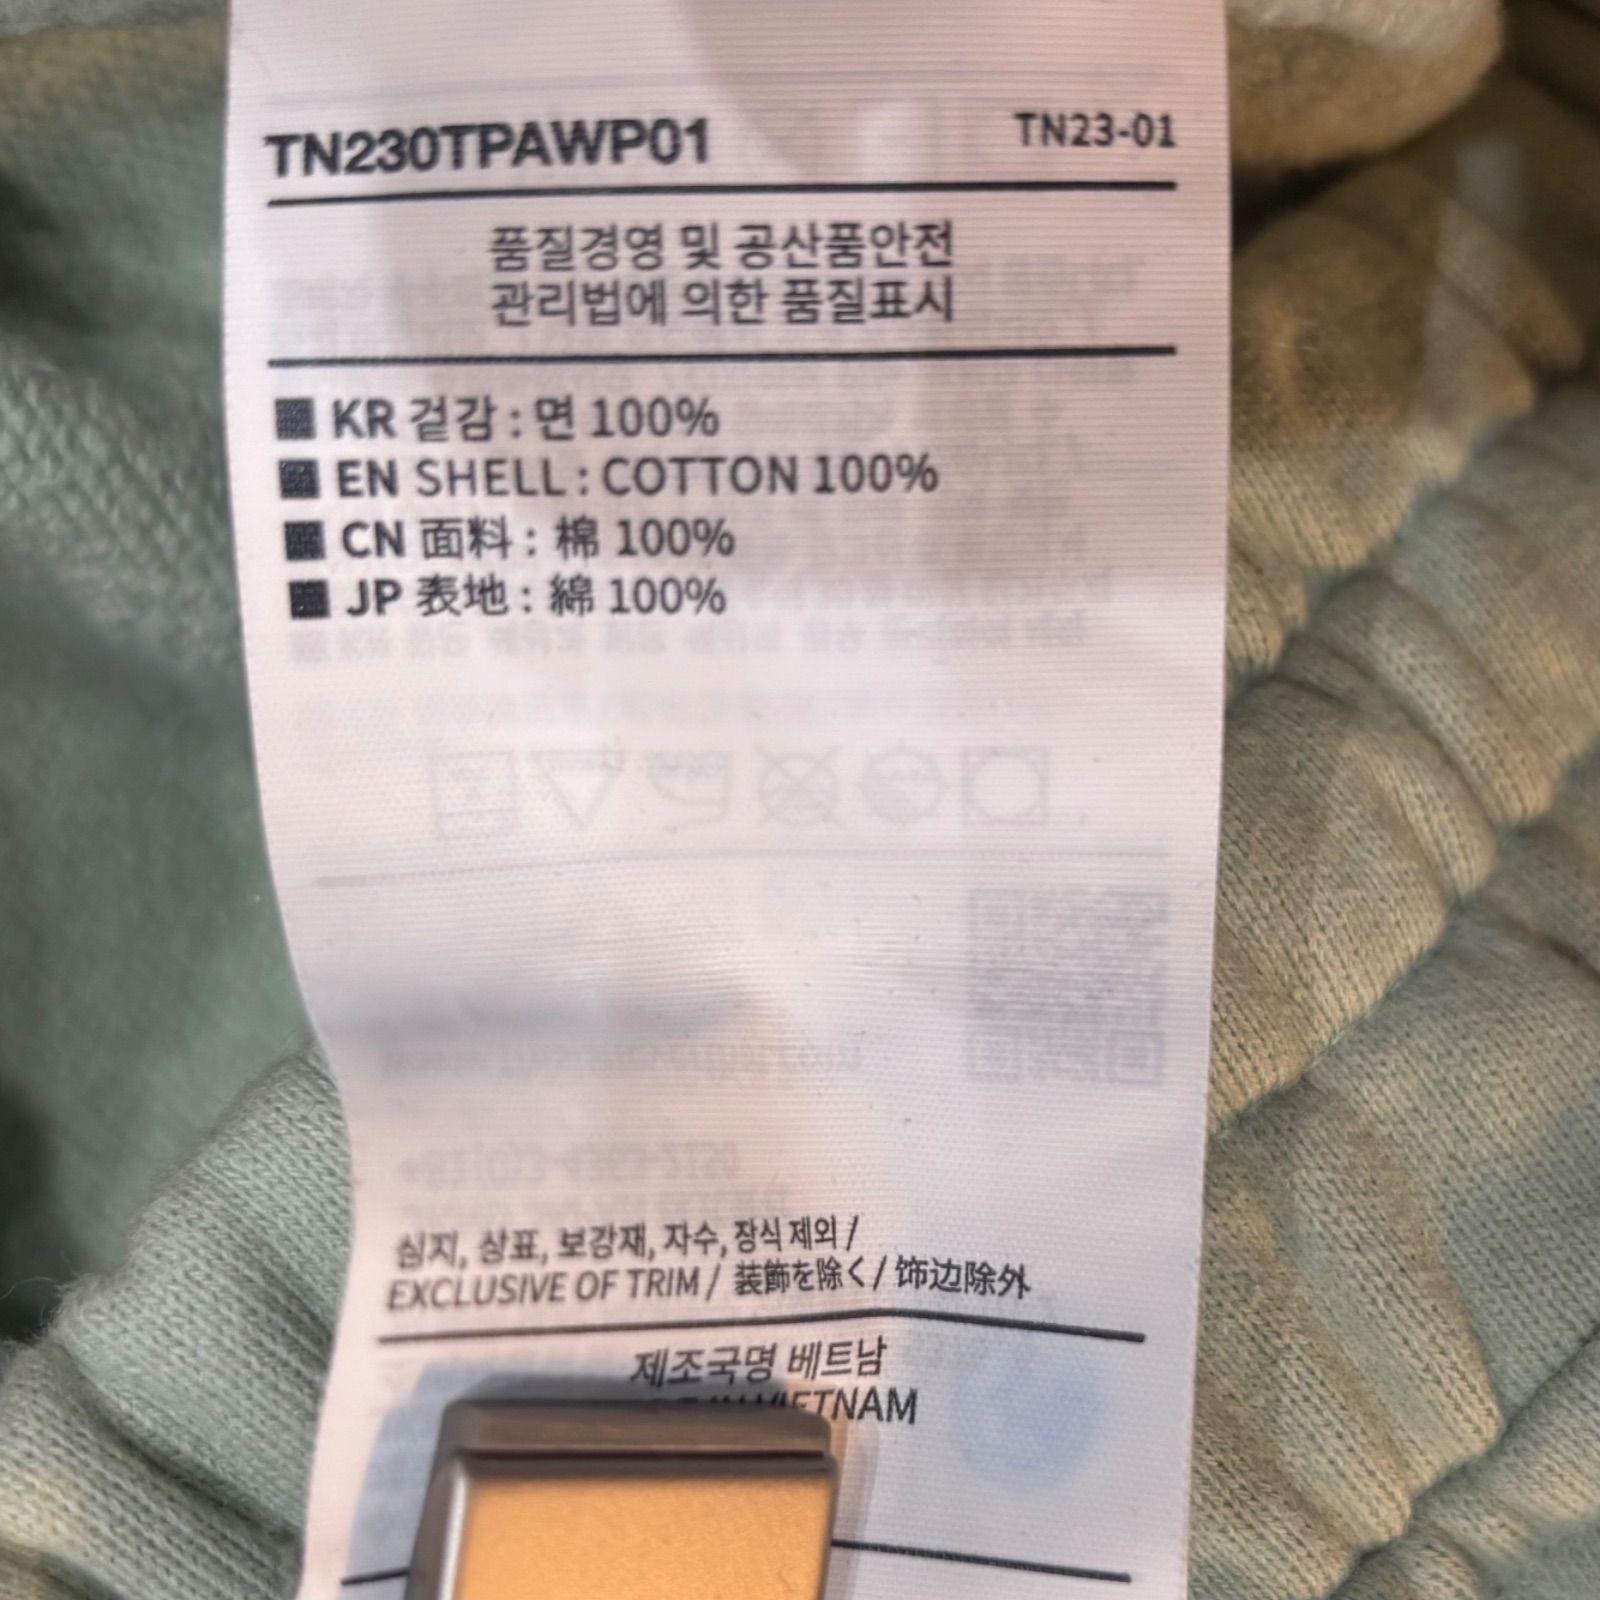 TN230TPAWP01 TN23-01
품질경영 및 공산품안전
관리법에 의한 품질표시
KR 겉감 : 면 100%
EN SHELL : COTTON 100%
CN 面料 : 棉 100%
JP 表地 : 綿 100%
심지, 상표, 보강재, 자수, 장식 제외 /
EXCLUSIVE OF TRIM / 装飾を除く / 饰边除外
제조국명 베트남
IN VIETNAM